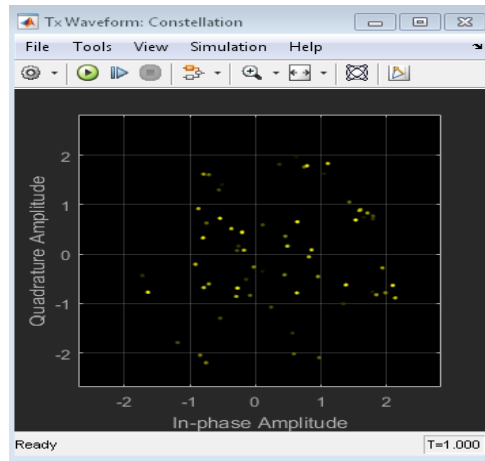 Tx Waveform: Constellation
File Tools View Simulation Help
Quadrature Amplitude
2
1
0
-1
-2
-2 -1 0 1 2
In-phase Amplitude
Ready T=1.000